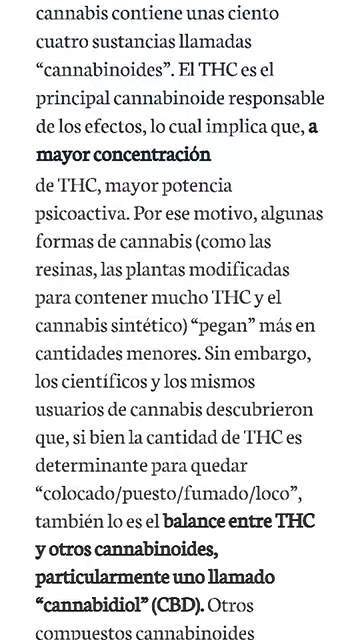 cannabis contiene unas ciento
cuatro sustancias llamadas
“cannabinoides”. El THC es el
principal cannabinoide responsable
de los efectos, lo cual implica que, a
mayor concentración
de THC, mayor potencia
psicoactiva. Por ese motivo, algunas
formas de cannabis (como las
resinas, las plantas modificadas
para contener mucho THC y el
cannabis sintético) “pegan” más en
cantidades menores. Sin embargo,
los científicos y los mismos
usuarios de cannabis descubrieron
que, si bien la cantidad de THC es
determinante para quedar
“colocado/puesto/fumado/loco”,
también lo es el balance entre THC
y otros cannabinoides,
particularmente uno llamado
“cannabidiol” (CBD). Otros
compuestos cannabinoides